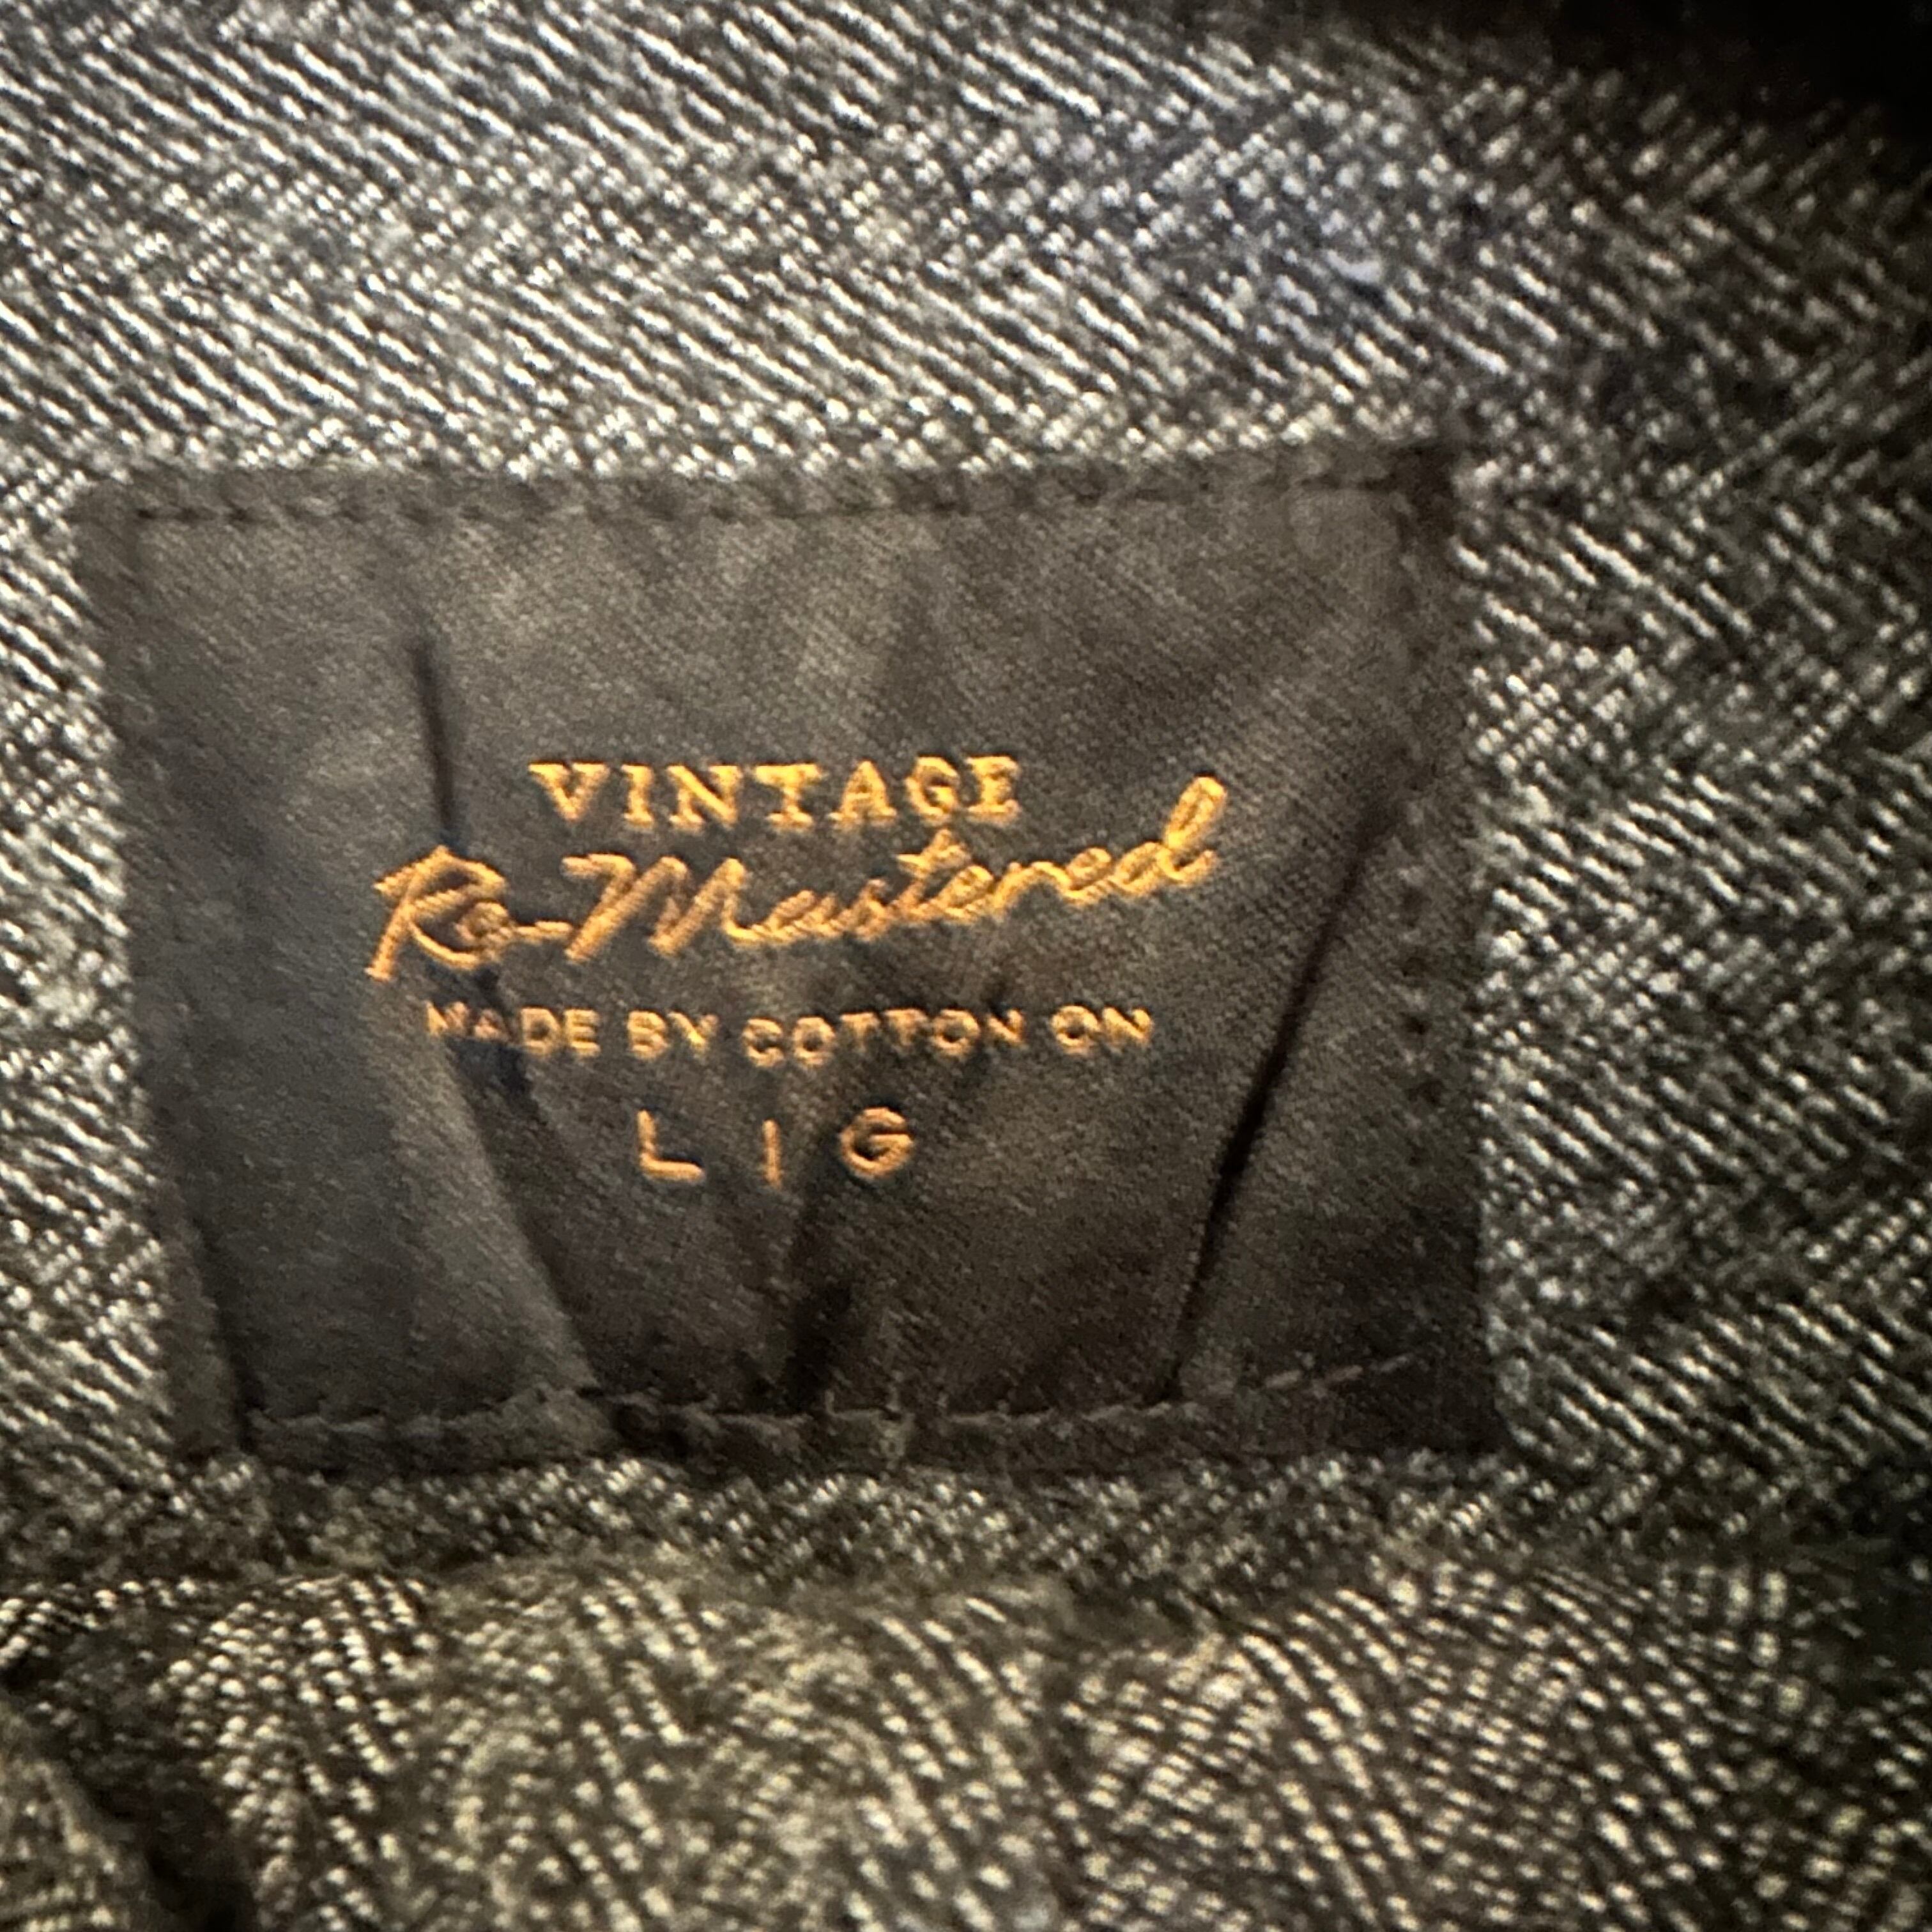 VINTAGE
Re-Mastered
MADE BY COTTON ON
L | G